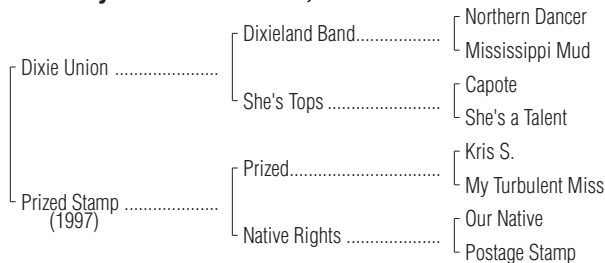 Northern Dancer
Dixieland Band..................
Mississippi Mud
Dixie Union ......................
Capote
She's Tops ........................
She's a Talent
Kris S.
Prized................................
My Turbulent Miss
Prized Stamp ....................
(1997)
Our Native
Native Rights ....................
Postage Stamp